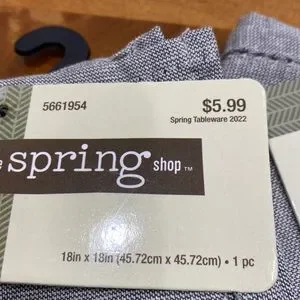 5661954
$5.99
Spring Tableware 2022
spring shop™
18in x 18in (45.72cm x 45.72cm) • 1 pc